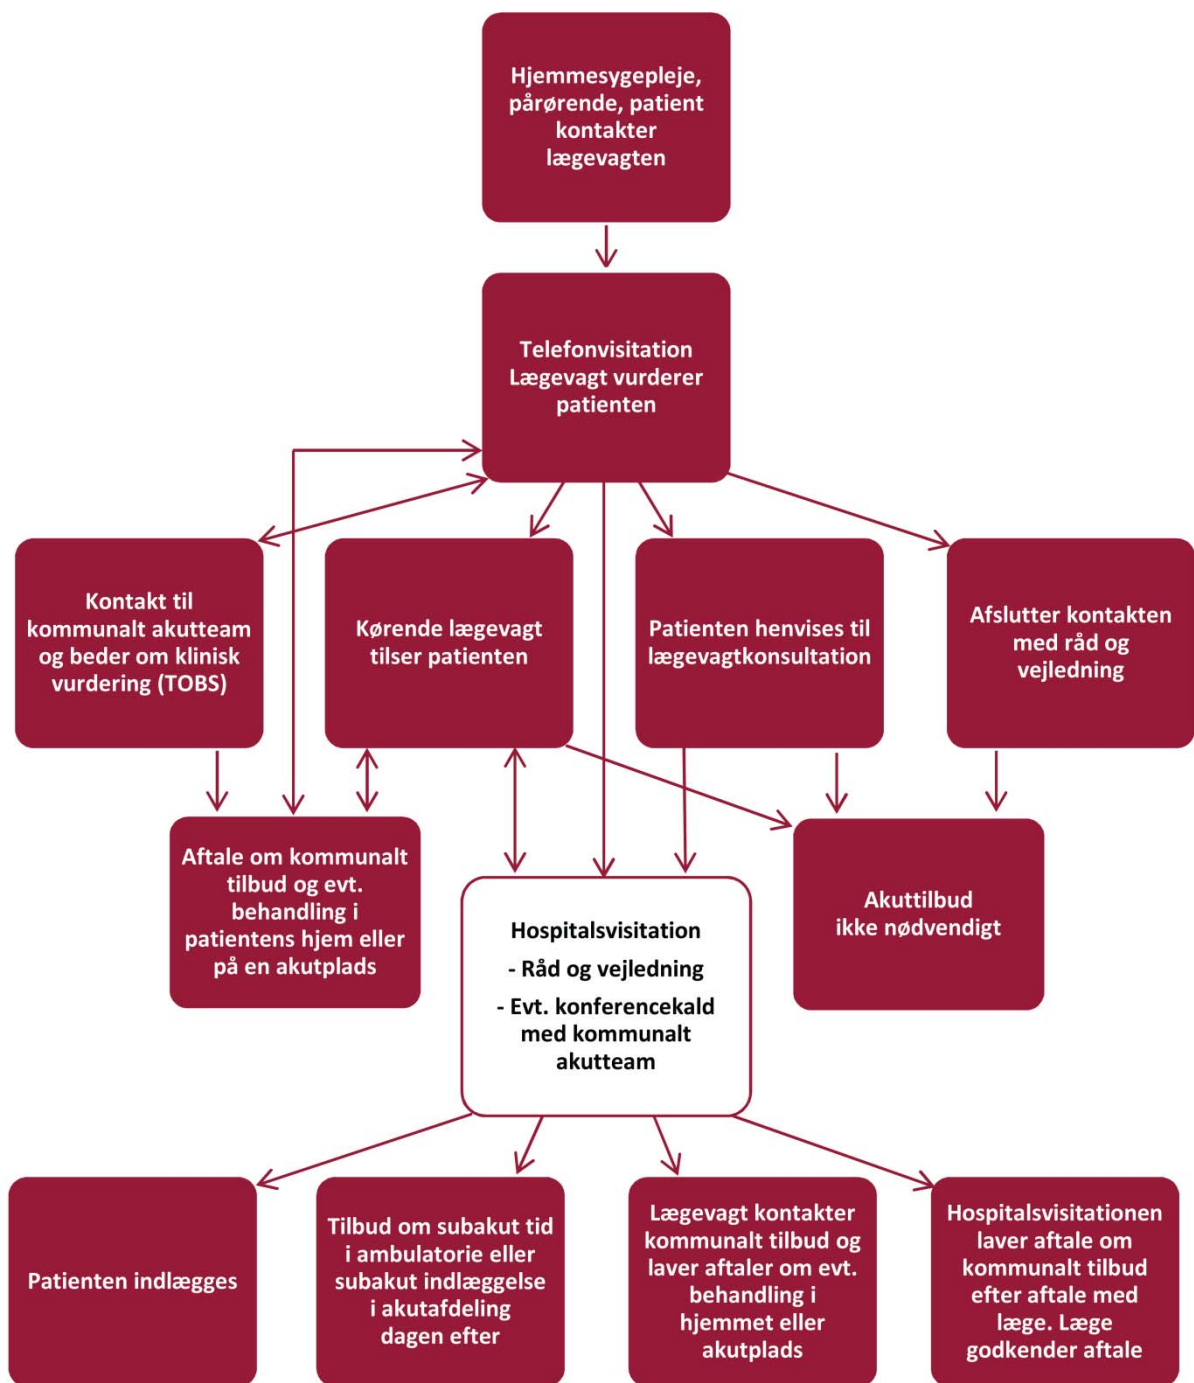 Hjemmesygepleje,
pårørende, patient
kontakter
lægevagten
Telefonvisitation
Lægevagt vurderer
patienten
Kontakt til
kommunalt akutteam
og beder om klinisk
vurdering (TOBS)
Kørende lægevagt
tilser patienten
Patienten henvises til
lægevagtkonsultation
Afslutter kontakten
med råd og
vejledning
Aftale om kommunalt
tilbud og evt.
behandling i
patientens hjem eller
på en akutplads
Hospitalsvisitation
- Råd og vejledning
- Evt. konferencekald
med kommunalt
akutteam
Akuttilbud
ikke nødvendigt
Patienten indlægges
Tilbud om subakut tid
i ambulatorie eller
subakut indlæggelse
i akutafdeling
dagen efter
Lægevagt kontakter
kommunalt tilbud og
laver aftaler om evt.
behandling i
hjemmet eller
akutplads
Hospitalsvisitationen
laver aftale om
kommunalt tilbud
efter aftale med
læge. Læge
godkender aftale